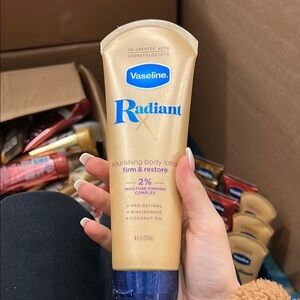 CO-CREATED WITH
DERMATOLOGISTS
Vaseline
Radiant
X
nourishing body lotion
firm & restore
2%
MOISTURE FIRMING
COMPLEX
+ PRO-RETINOL
+ NIACINAMIDE
+ COCONUT OIL